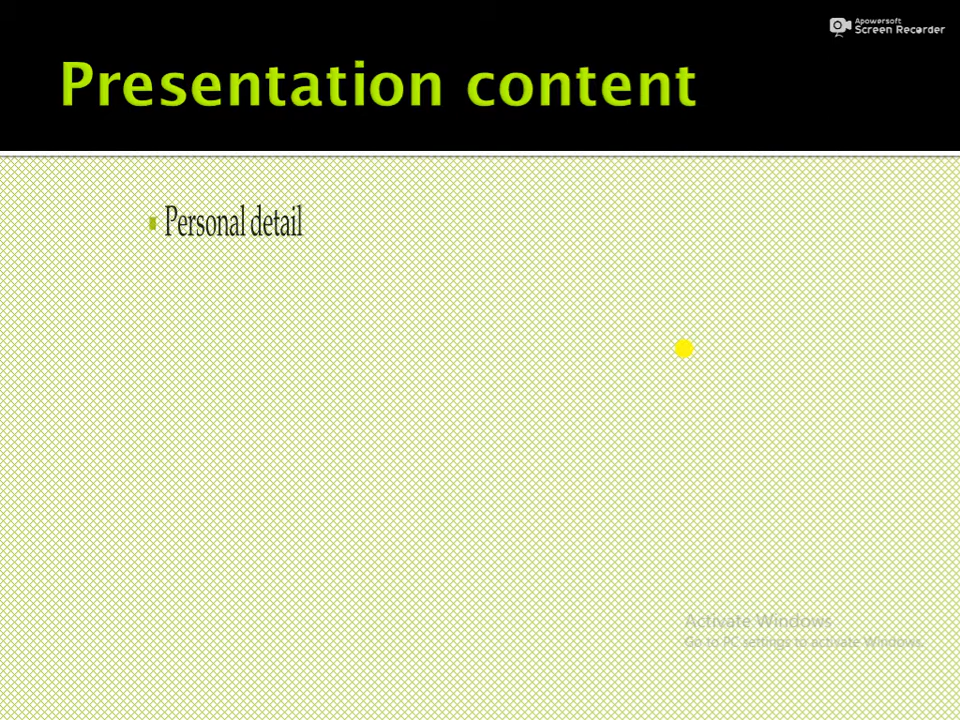 Apowersoft
Screen Recorder
Presentation content
Personal detail
Activate Windows
Go to PC settings to activate Windows.